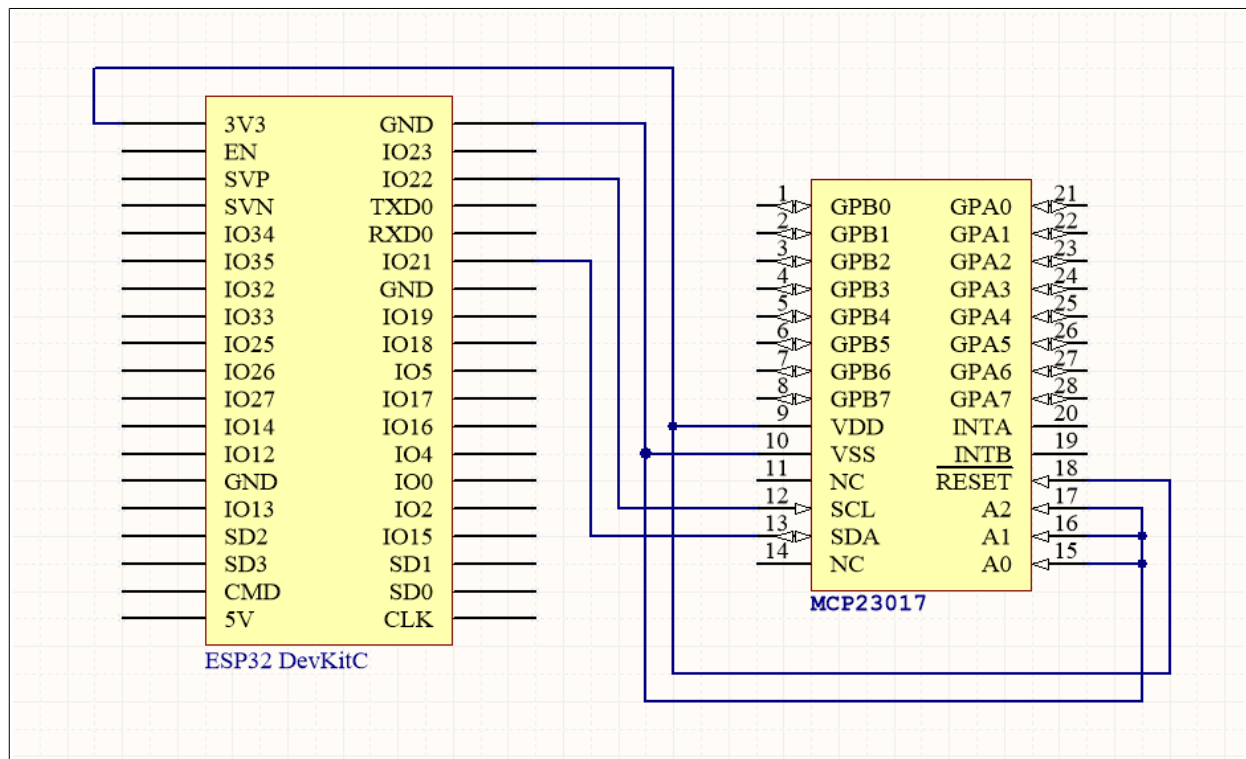 3V3 GND
EN IO23
SVP IO22
SVN TXD0
IO34 RXD0
IO35 IO21
IO32 GND
IO33 IO19
IO25 IO18
IO26 IO5
IO27 IO17
IO14 IO16
IO12 IO4
GND IO0
IO13 IO2
SD2 IO15
SD3 SD1
CMD SD0
5V CLK
ESP32 DevKitC
1 GPB0 GPA0 21
2 GPB1 GPA1 22
3 GPB2 GPA2 23
4 GPB3 GPA3 24
5 GPB4 GPA4 25
6 GPB5 GPA5 26
7 GPB6 GPA6 27
8 GPB7 GPA7 28
9 VDD INTA 20
10 VSS INTB 19
11 NC RESET 18
12 SCL A2 17
13 SDA A1 16
14 NC A0 15
MCP23017